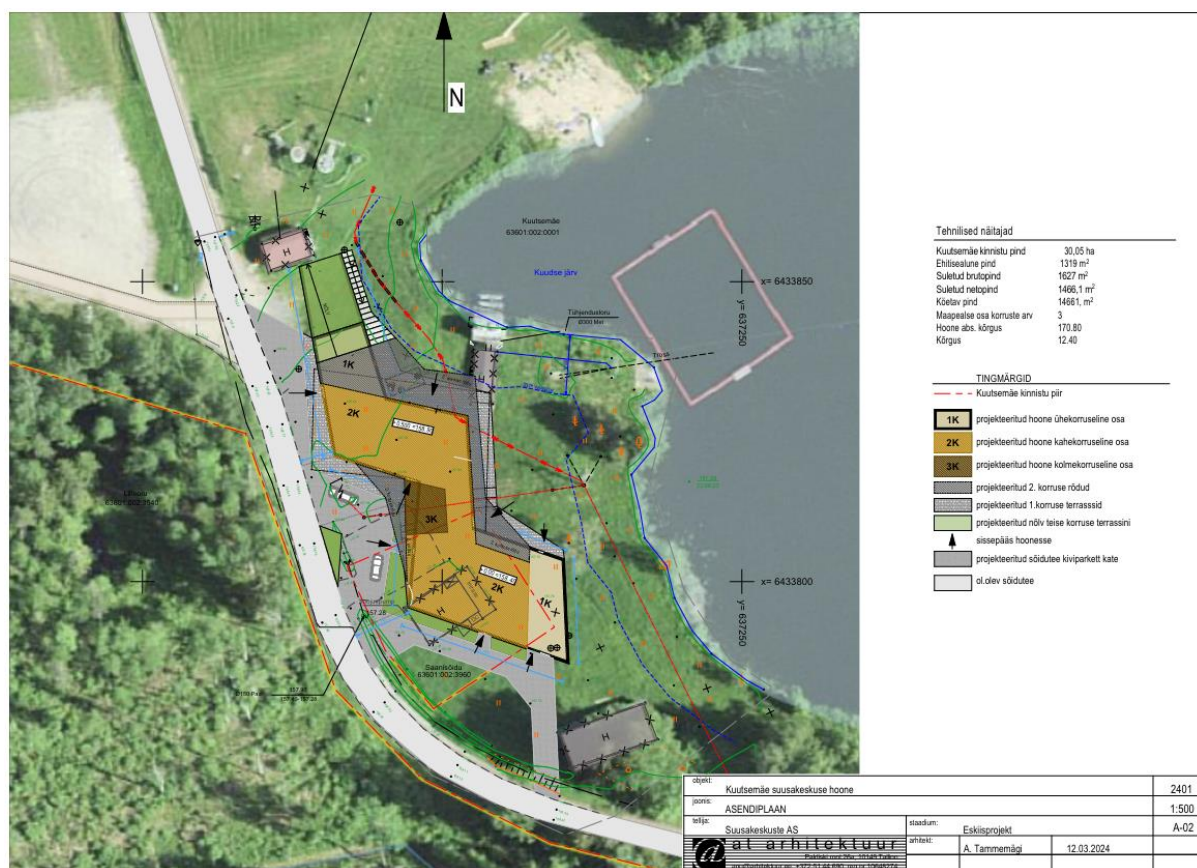 N
Kuutsemäe
63601:002:0001
Kuudse järv
x= 6433850
y= 637250
Tühjendustoru
Ø300 Met
Tross
H
1K
2K
3K
2K
1K
H
H
x= 6433800
y= 637250
157.28
Saanisõidu
63601:002:3960
Tehnilised näitajad
Kuutsemäe kinnistu pind 30,05 ha
Ehitisealune pind 1319 m²
Suletud brutopind 1627 m²
Suletud netopind 1466,1 m²
Köetav pind 14661, m²
Maapealse osa korruste arv 3
Hoone abs. kõrgus 170.80
Kõrgus 12.40
TINGMÄRGID
Kuutsemäe kinnistu piir
1K projekteeritud hoone ühekorruseline osa
2K projekteeritud hoone kahekorruseline osa
3K projekteeritud hoone kolmekorruseline osa
projekteeritud 2. korruse rõdud
projekteeritud 1.korruse terrasssid
projekteeritud nõlv teise korruse terrassini
sissepääs hoonesse
projekteeritud sõidutee kiviparkett kate
ol.olev sõidutee
objekt: Kuutsemäe suusakeskuse hoone 2401
joonis: ASENDIPLAAN 1:500
tellija: Suusakeskuste AS staadium: Eskiisprojekt A-02
at arhitektuur arhitekt: A. Tammemägi 12.03.2024